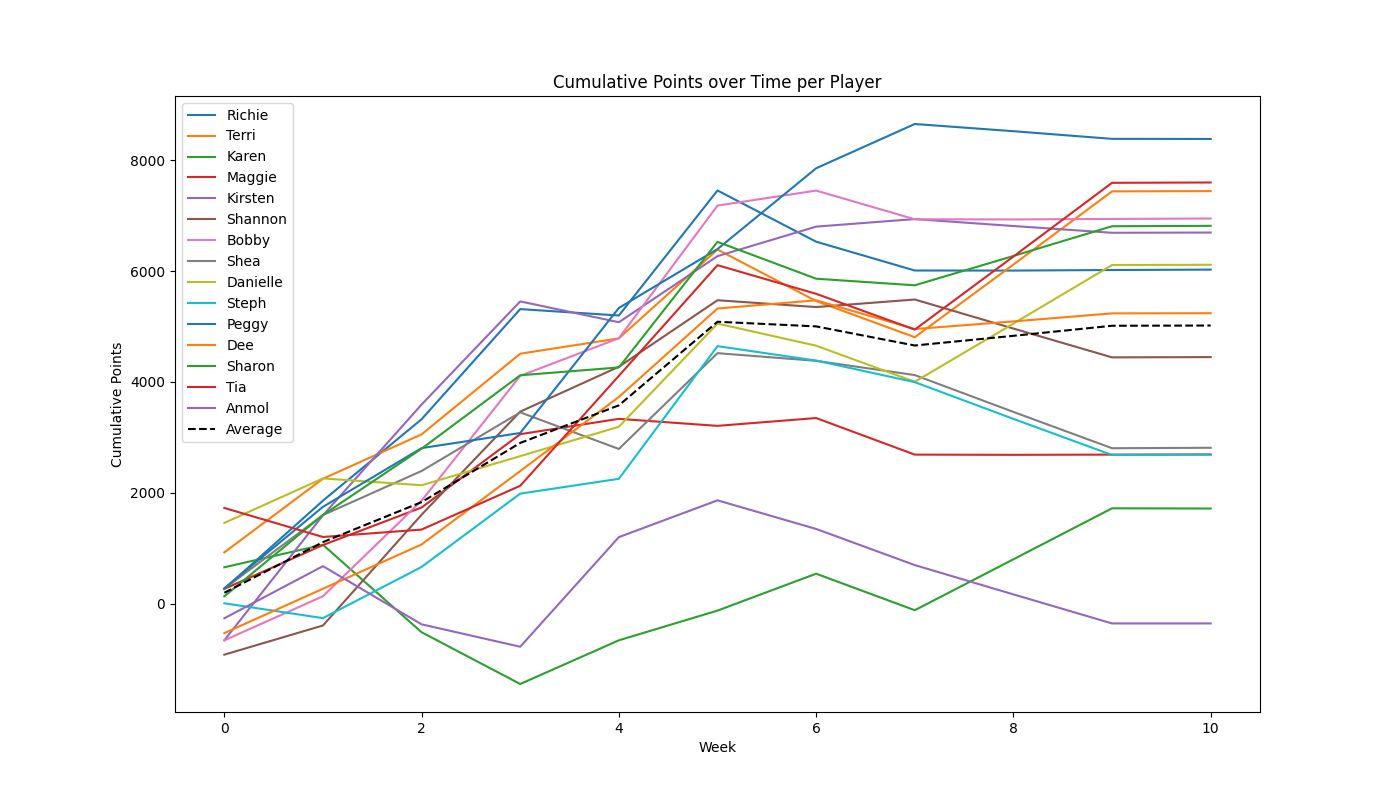 Cumulative Points over Time per Player
Richie
Terri
Karen
Maggie
Kirsten
Shannon
Bobby
Shea
Danielle
Steph
Peggy
Dee
Sharon
Tia
Anmol
Average
Cumulative Points
8000
6000
4000
2000
0
0 2 4 6 8 10
Week